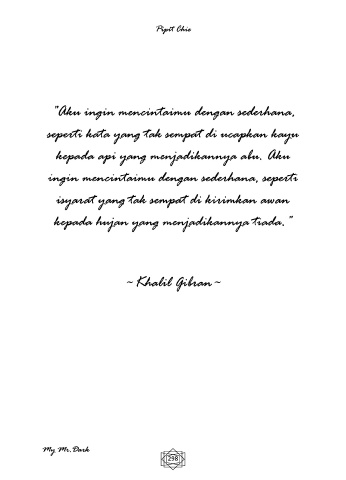 Pipit Chie
"Aku ingin mencintaimu dengan sederhana,
seperti kata yang tak sempat di ucapkan kayu
kepada api yang menjadikannya abu. Aku
ingin mencintaimu dengan sederhana, seperti
isyarat yang tak sempat di kirimkan awan
kepada hujan yang menjadikannya tiada."
~ Khalil Gibran ~
My Mr.Dark
298